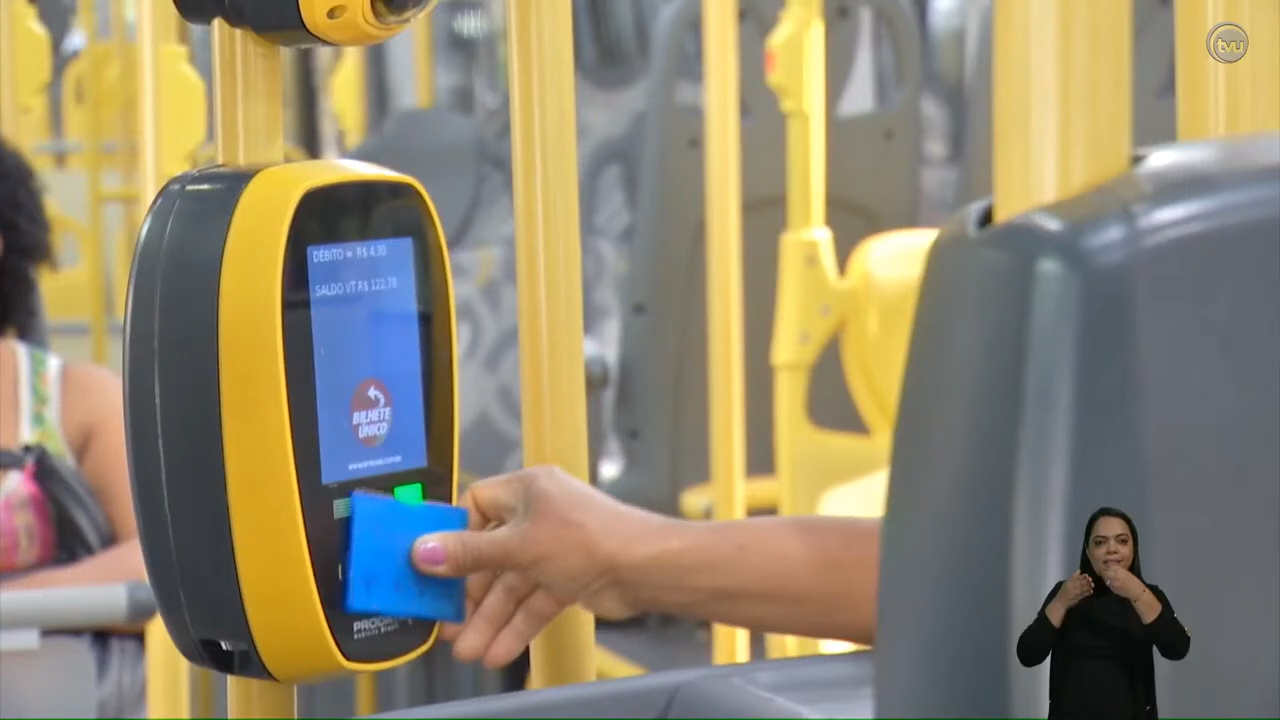 tvu
DÉBITO = R$ 4.30
SALDO VT R$ 122.78
BILHETE
ÚNICO